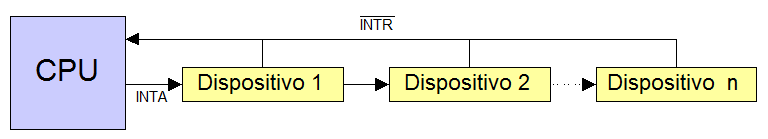 INTR
CPU
INTA
Dispositivo 1
Dispositivo 2
Dispositivo n